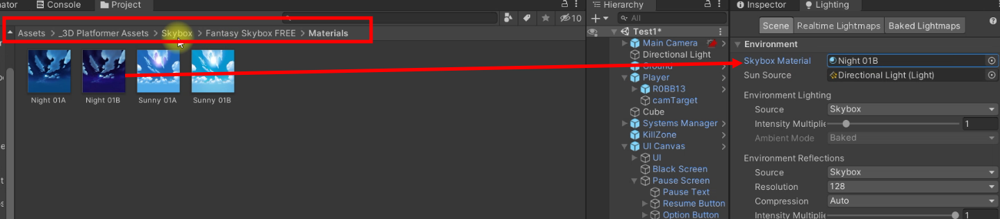 nator Console Project
10
Assets > _3D Platformer Assets > Skybox > Fantasy Skybox FREE > Materials
Night 01A Night 01B Sunny 01A Sunny 01B
Hierarchy
All
Test1*
Main Camera
Directional Light
Ground
Player
R0BB13
camTarget
Cube
Systems Manager
KillZone
UI Canvas
UI
Black Screen
Pause Screen
Pause Text
Resume Button
Option Button
Inspector Lighting
Scene Realtime Lightmaps Baked Lightmaps
Environment
Skybox Material Night 01B
Sun Source Directional Light (Light)
Environment Lighting
Source Skybox
Intensity Multiplie 1
Ambient Mode Baked
Environment Reflections
Source Skybox
Resolution 128
Compression Auto
Intensity Multiplie 1